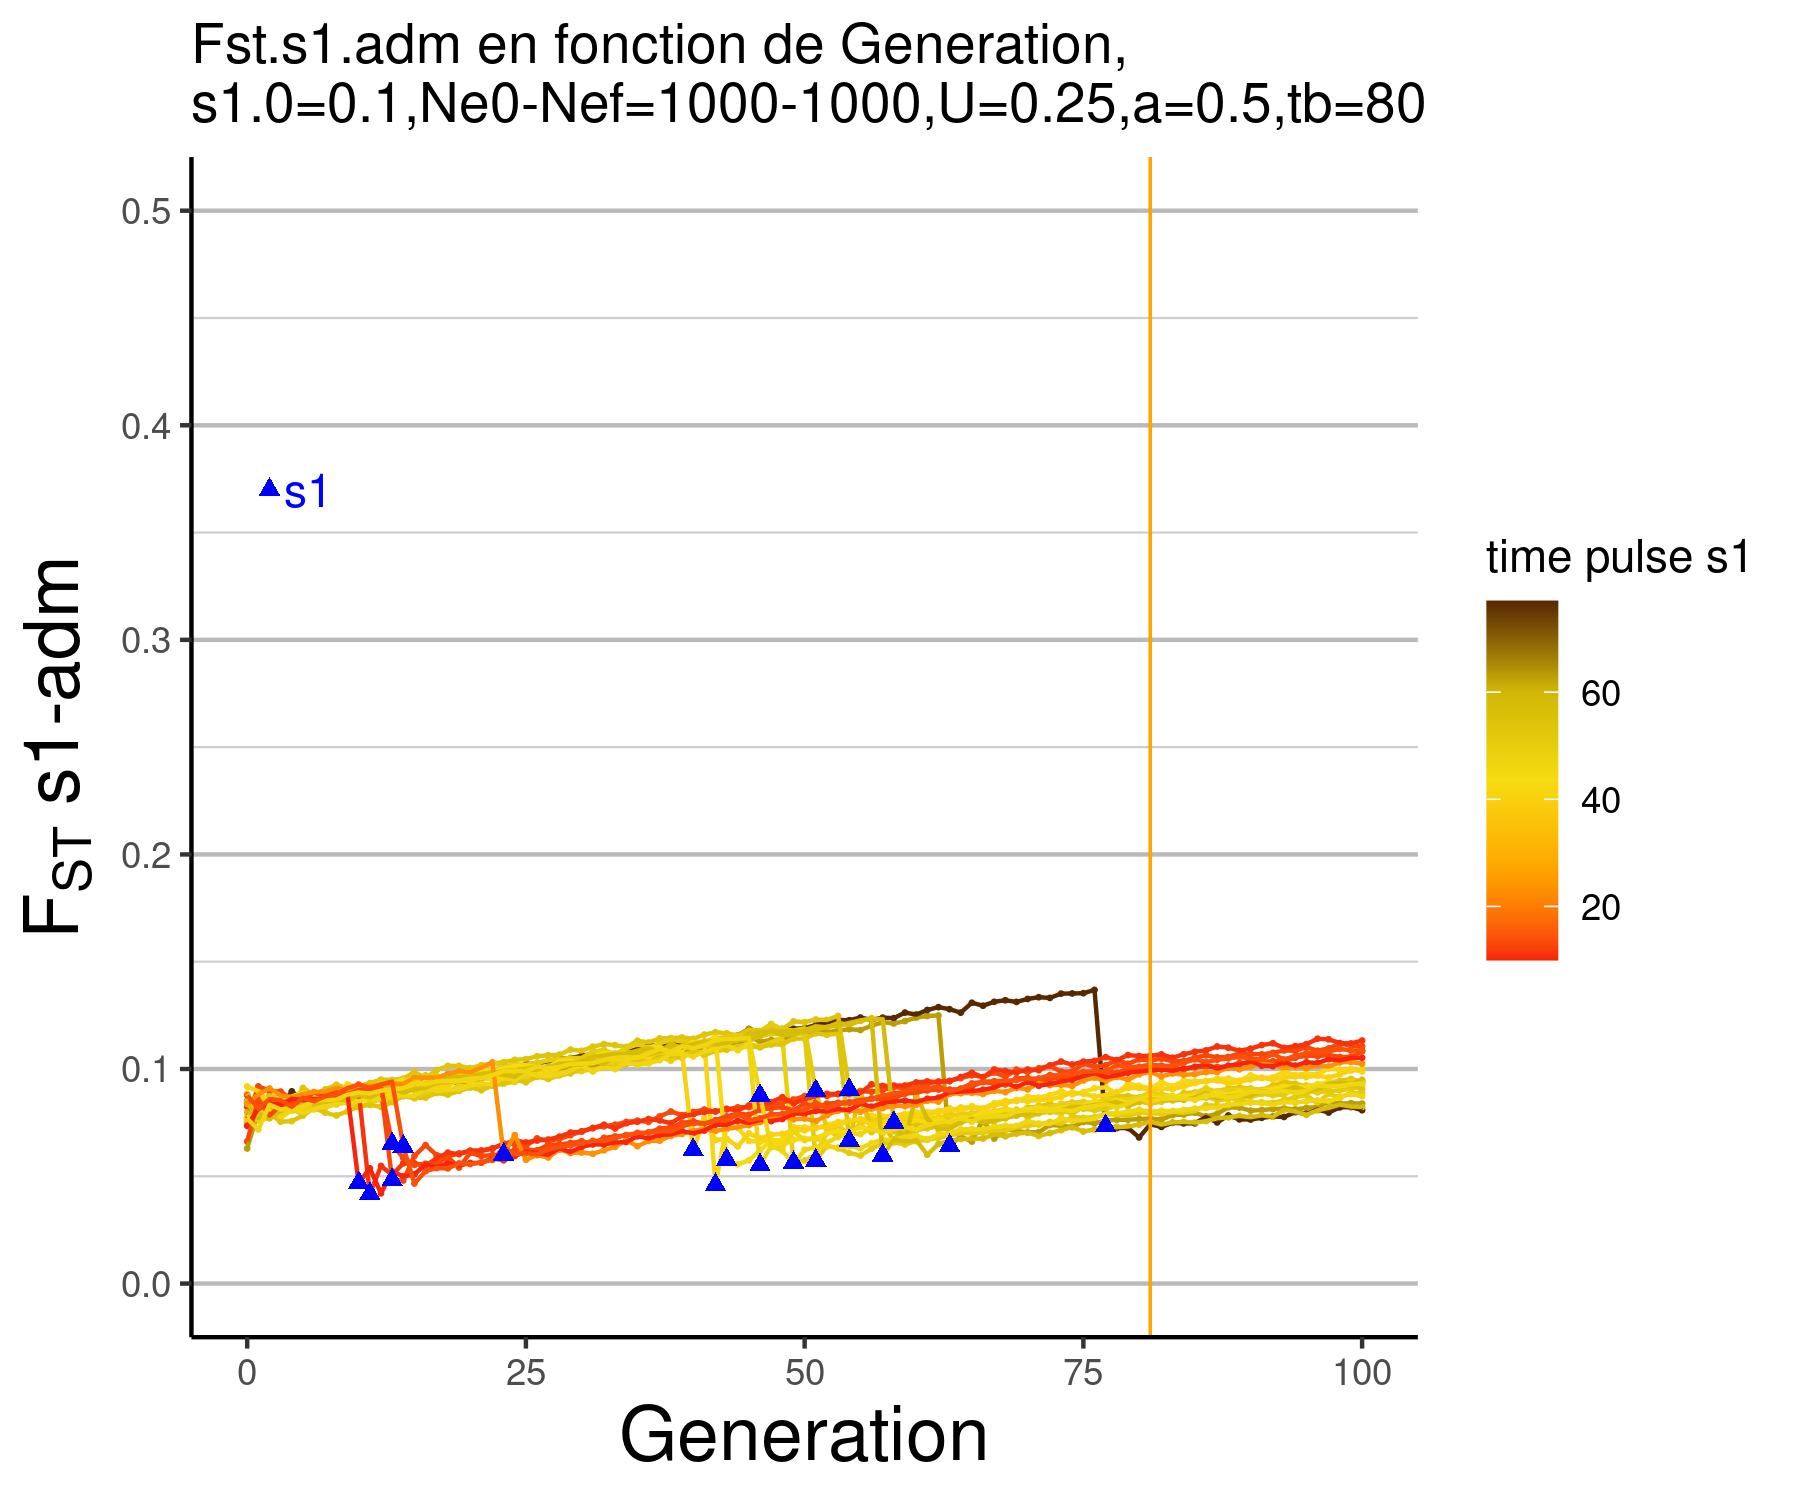 Fst.s1.adm en fonction de Generation,
s1.0=0.1,Ne0-Nef=1000-1000,U=0.25,a=0.5,tb=80
0.5
0.4
s1
0.3
0.2
0.1
0.0
F_ST s1-adm
0
25
50
75
100
Generation
time pulse s1
60
40
20